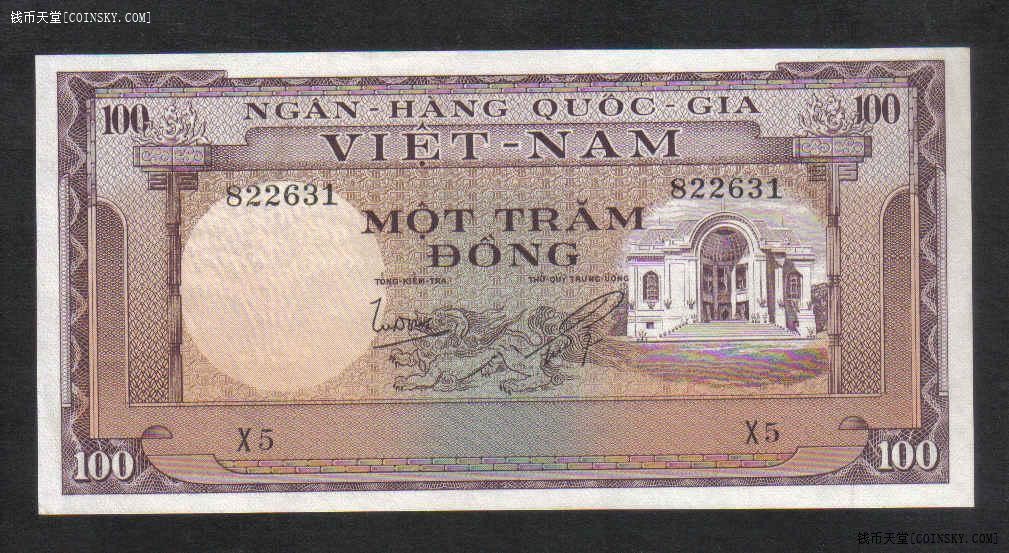 钱币天堂[COINSKY.COM]
100 100
NGÂN-HÀNG QUỐC-GIA
VIỆT-NAM
822631 822631
MỘT TRĂM
ĐỒNG
TỔNG-KIỂM-TRA THỦ-QUỸ TRUNG-ƯƠNG
X5 X5
100 100
钱币天堂[COINSKY.COM]